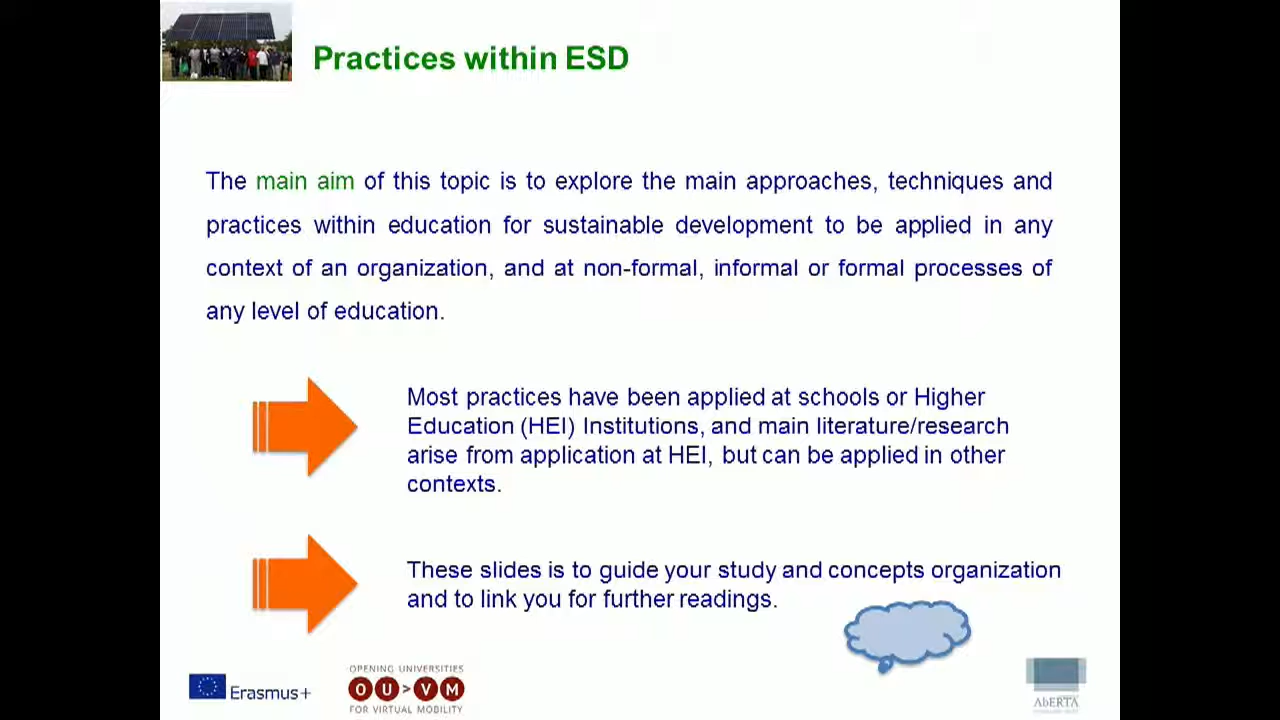 Practices within ESD
The main aim of this topic is to explore the main approaches, techniques and
practices within education for sustainable development to be applied in any
context of an organization, and at non-formal, informal or formal processes of
any level of education.
Most practices have been applied at schools or Higher
Education (HEI) Institutions, and main literature/research
arise from application at HEI, but can be applied in other
contexts.
These slides is to guide your study and concepts organization
and to link you for further readings.
Erasmus+
OPENING UNIVERSITIES
OU>VM
FOR VIRTUAL MOBILITY
AbERTA